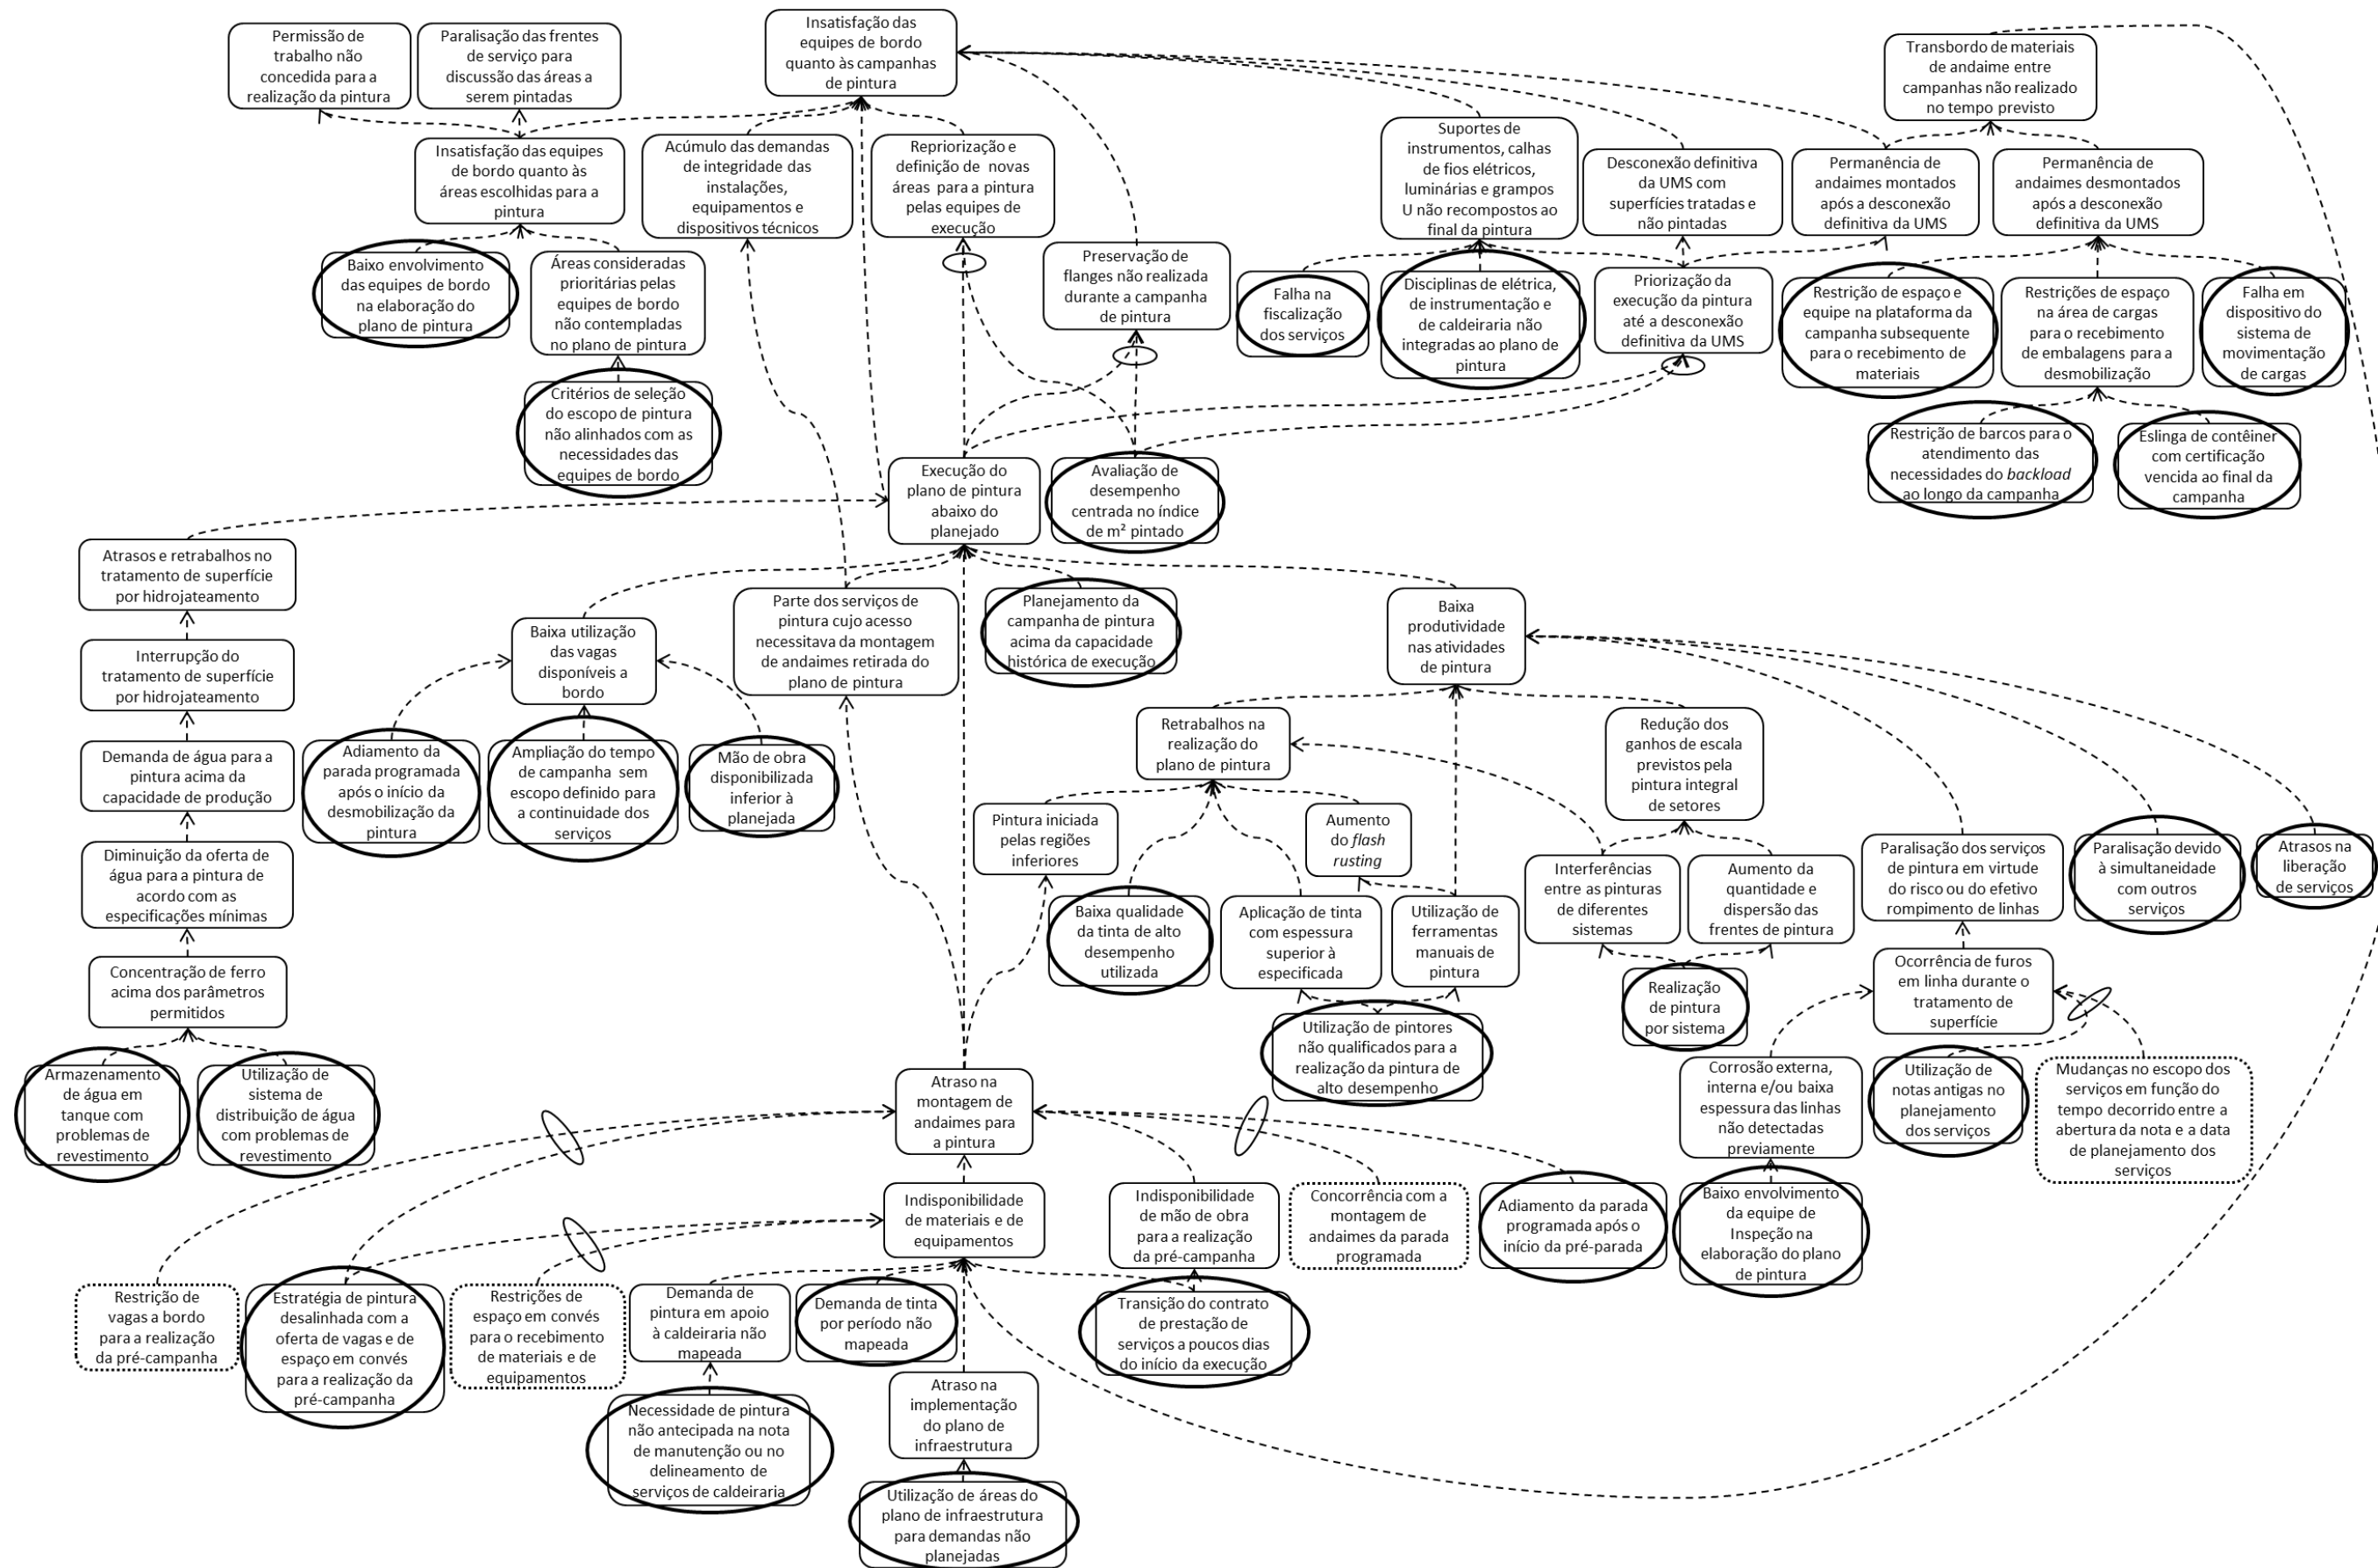 Permissão de
trabalho não
concedida para a
realização da pintura
Paralisação das frentes
de serviço para
discussão das áreas a
serem pintadas
Insatisfação das
equipes de bordo
quanto às campanhas
de pintura
Transbordo de materiais
de andaime entre
campanhas não realizado
no tempo previsto
Insatisfação das equipes
de bordo quanto às
áreas escolhidas para a
pintura
Acúmulo das demandas
de integridade das
instalações,
equipamentos e
dispositivos técnicos
Repriorização e
definição de novas
áreas para a pintura
pelas equipes de
execução
Suportes de
instrumentos, calhas
de fios elétricos,
luminárias e grampos
U não recompostos ao
final da pintura
Desconexão definitiva
da UMS com
superfícies tratadas e
não pintadas
Permanência de
andaimes montados
após a desconexão
definitiva da UMS
Permanência de
andaimes desmontados
após a desconexão
definitiva da UMS
Baixo envolvimento
das equipes de bordo
na elaboração do
plano de pintura
Áreas consideradas
prioritárias pelas
equipes de bordo
não contempladas
no plano de pintura
Preservação de
flanges não realizada
durante a campanha
de pintura
Falha na
fiscalização
dos serviços
Disciplinas de elétrica,
de instrumentação e
de caldeiraria não
integradas ao plano de
pintura
Priorização da
execução da pintura
até a desconexão
definitiva da UMS
Restrição de espaço e
equipe na plataforma da
campanha subsequente
para o recebimento de
materiais
Restrições de espaço
na área de cargas
para o recebimento
de embalagens para a
desmobilização
Falha em
dispositivo do
sistema de
movimentação
de cargas
Critérios de seleção
do escopo de pintura
não alinhados com as
necessidades das
equipes de bordo
Execução do
plano de pintura
abaixo do
planejado
Avaliação de
desempenho
centrada no índice
de m² pintado
Restrição de barcos para o
atendimento das
necessidades do backload
ao longo da campanha
Eslinga de contêiner
com certificação
vencida ao final da
campanha
Atrasos e retrabalhos no
tratamento de superfície
por hidrojateamento
Interrupção do
tratamento de superfície
por hidrojateamento
Baixa utilização
das vagas
disponíveis a
bordo
Parte dos serviços de
pintura cujo acesso
necessitava da montagem
de andaimes retirada do
plano de pintura
Planejamento da
campanha de pintura
acima da capacidade
histórica de execução
Baixa
produtividade
nas atividades
de pintura
Demanda de água para a
pintura acima da
capacidade de produção
Adiamento da
parada programada
após o início da
desmobilização da
pintura
Ampliação do tempo
de campanha sem
escopo definido para
a continuidade dos
serviços
Mão de obra
disponibilizada
inferior à
planejada
Retrabalhos na
realização do
plano de pintura
Redução dos
ganhos de escala
previstos pela
pintura integral
de setores
Diminuição da oferta de
água para a pintura de
acordo com as
especificações mínimas
Pintura iniciada
pelas regiões
inferiores
Aumento
do flash
rusting
Interferências
entre as pinturas
de diferentes
sistemas
Aumento da
quantidade e
dispersão das
frentes de pintura
Paralisação dos serviços
de pintura em virtude
do risco ou do efetivo
rompimento de linhas
Paralisação devido
à simultaneidade
com outros
serviços
Atrasos na
liberação
de serviços
Baixa qualidade
da tinta de alto
desempenho
utilizada
Aplicação de tinta
com espessura
superior à
especificada
Utilização de
ferramentas
manuais de
pintura
Concentração de ferro
acima dos parâmetros
permitidos
Realização
de pintura
por sistema
Ocorrência de furos
em linha durante o
tratamento de
superfície
Utilização de pintores
não qualificados para a
realização da pintura de
alto desempenho
Armazenamento
de água em
tanque com
problemas de
revestimento
Utilização de
sistema de
distribuição de água
com problemas de
revestimento
Atraso na
montagem de
andaimes para
a pintura
Corrosão externa,
interna e/ou baixa
espessura das linhas
não detectadas
previamente
Utilização de
notas antigas no
planejamento
dos serviços
Mudanças no escopo dos
serviços em função do
tempo decorrido entre a
abertura da nota e a data
de planejamento dos
serviços
Indisponibilidade
de materiais e de
equipamentos
Indisponibilidade
de mão de obra
para a realização
da pré-campanha
Concorrência com a
montagem de
andaimes da parada
programada
Adiamento da parada
programada após o
início da pré-parada
Baixo envolvimento
da equipe de
Inspeção na
elaboração do plano
de pintura
Restrição de
vagas a bordo
para a realização
da pré-campanha
Estratégia de pintura
desalinhada com a
oferta de vagas e de
espaço em convés
para a realização da
pré-campanha
Restrições de
espaço em convés
para o recebimento
de materiais e de
equipamentos
Demanda de
pintura em apoio
à caldeiraria não
mapeada
Demanda de tinta
por período não
mapeada
Transição do contrato
de prestação de
serviços a poucos dias
do início da execução
Atraso na
implementação
do plano de
infraestrutura
Necessidade de pintura
não antecipada na nota
de manutenção ou no
delineamento de
serviços de caldeiraria
Utilização de áreas do
plano de infraestrutura
para demandas não
planejadas